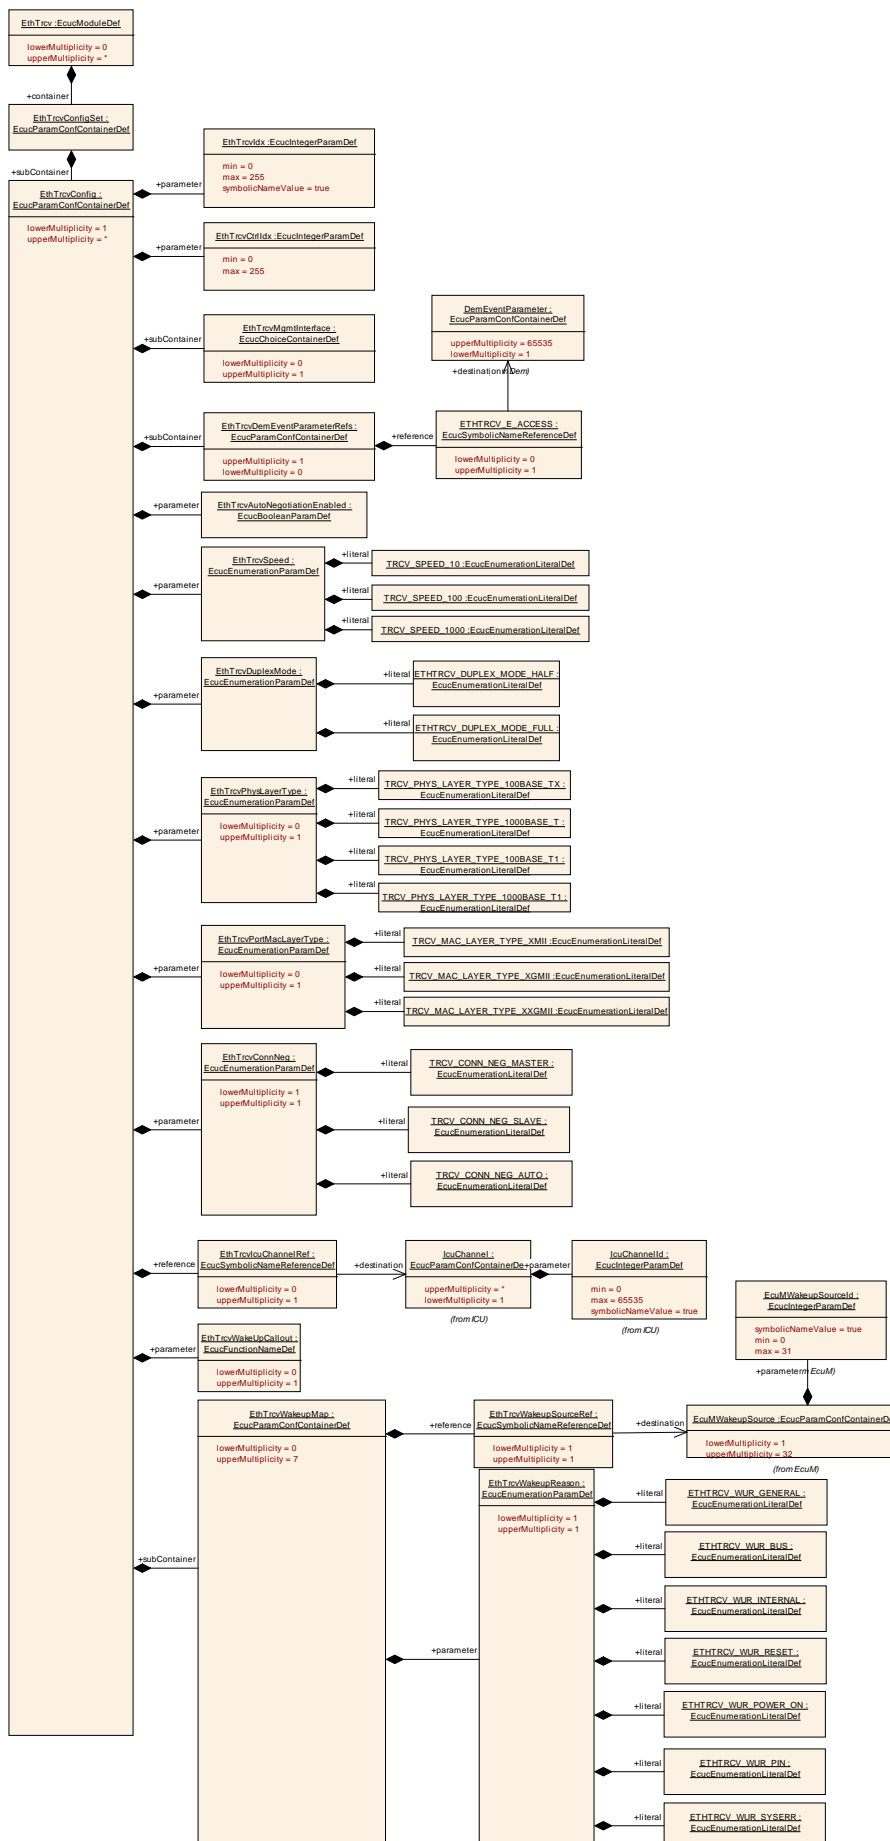 EthTrcv :EcucModuleDef
lowerMultiplicity = 0
upperMultiplicity = *
+container
EthTrcvConfigSet :
EcucParamConfContainerDef
+subContainer
EthTrcvConfig :
EcucParamConfContainerDef
lowerMultiplicity = 1
upperMultiplicity = *
+parameter
EthTrcvIdx :EcucIntegerParamDef
min = 0
max = 255
symbolicNameValue = true
+parameter
EthTrcvCtrlIdx :EcucIntegerParamDef
min = 0
max = 255
+subContainer
EthTrcvMgmtInterface :
EcucChoiceContainerDef
lowerMultiplicity = 0
upperMultiplicity = 1
DemEventParameter :
EcucParamConfContainerDef
upperMultiplicity = 65535
lowerMultiplicity = 1
+destination
Dem)
+subContainer
EthTrcvDemEventParameterRefs :
EcucParamConfContainerDef
upperMultiplicity = 1
lowerMultiplicity = 0
+reference
ETHTRCV_E_ACCESS :
EcucSymbolicNameReferenceDef
lowerMultiplicity = 0
upperMultiplicity = 1
+parameter
EthTrcvAutoNegotiationEnabled :
EcucBooleanParamDef
+parameter
EthTrcvSpeed :
EcucEnumerationParamDef
+literal
TRCV_SPEED_10 :EcucEnumerationLiteralDef
+literal
TRCV_SPEED_100 :EcucEnumerationLiteralDef
+literal
TRCV_SPEED_1000 :EcucEnumerationLiteralDef
+parameter
EthTrcvDuplexMode :
EcucEnumerationParamDef
+literal
ETHTRCV_DUPLEX_MODE_HALF :
EcucEnumerationLiteralDef
+literal
ETHTRCV_DUPLEX_MODE_FULL :
EcucEnumerationLiteralDef
+parameter
EthTrcvPhysLayerType :
EcucEnumerationParamDef
lowerMultiplicity = 0
upperMultiplicity = 1
+literal
TRCV_PHYS_LAYER_TYPE_100BASE_TX :
EcucEnumerationLiteralDef
+literal
TRCV_PHYS_LAYER_TYPE_1000BASE_T :
EcucEnumerationLiteralDef
+literal
TRCV_PHYS_LAYER_TYPE_100BASE_T1 :
EcucEnumerationLiteralDef
+literal
TRCV_PHYS_LAYER_TYPE_1000BASE_T1 :
EcucEnumerationLiteralDef
+parameter
EthTrcvPortMacLayerType :
EcucEnumerationParamDef
lowerMultiplicity = 0
upperMultiplicity = 1
+literal
TRCV_MAC_LAYER_TYPE_XMII :EcucEnumerationLiteralDef
+literal
TRCV_MAC_LAYER_TYPE_XGMII :EcucEnumerationLiteralDef
+literal
TRCV_MAC_LAYER_TYPE_XXGMII :EcucEnumerationLiteralDef
+parameter
EthTrcvConnNeg :
EcucEnumerationParamDef
lowerMultiplicity = 1
upperMultiplicity = 1
+literal
TRCV_CONN_NEG_MASTER :
EcucEnumerationLiteralDef
+literal
TRCV_CONN_NEG_SLAVE :
EcucEnumerationLiteralDef
+literal
TRCV_CONN_NEG_AUTO :
EcucEnumerationLiteralDef
+reference
EthTrcvIcuChannelRef :
EcucSymbolicNameReferenceDef
lowerMultiplicity = 0
upperMultiplicity = 1
+destination
IcuChannel :
EcucParamConfContainerDe
upperMultiplicity = *
lowerMultiplicity = 1
(from ICU)
+parameter
IcuChannelId :
EcucIntegerParamDef
min = 0
max = 65535
symbolicNameValue = true
(from ICU)
EcuMWakeupSourceId :
EcucIntegerParamDef
symbolicNameValue = true
min = 0
max = 31
+parameter
EcuM)
+parameter
EthTrcvWakeUpCallout :
EcucFunctionNameDef
lowerMultiplicity = 0
upperMultiplicity = 1
+subContainer
EthTrcvWakeupMap :
EcucParamConfContainerDef
lowerMultiplicity = 0
upperMultiplicity = 7
+reference
EthTrcvWakeupSourceRef :
EcucSymbolicNameReferenceDef
lowerMultiplicity = 1
upperMultiplicity = 1
+destination
EcuMWakeupSource :EcucParamConfContainerDe
lowerMultiplicity = 1
upperMultiplicity = 32
(from EcuM)
+parameter
EthTrcvWakeupReason :
EcucEnumerationParamDef
lowerMultiplicity = 1
upperMultiplicity = 1
+literal
ETHTRCV_WUR_GENERAL :
EcucEnumerationLiteralDef
+literal
ETHTRCV_WUR_BUS :
EcucEnumerationLiteralDef
+literal
ETHTRCV_WUR_INTERNAL :
EcucEnumerationLiteralDef
+literal
ETHTRCV_WUR_RESET :
EcucEnumerationLiteralDef
+literal
ETHTRCV_WUR_POWER_ON :
EcucEnumerationLiteralDef
+literal
ETHTRCV_WUR_PIN :
EcucEnumerationLiteralDef
+literal
ETHTRCV_WUR_SYSERR :
EcucEnumerationLiteralDef